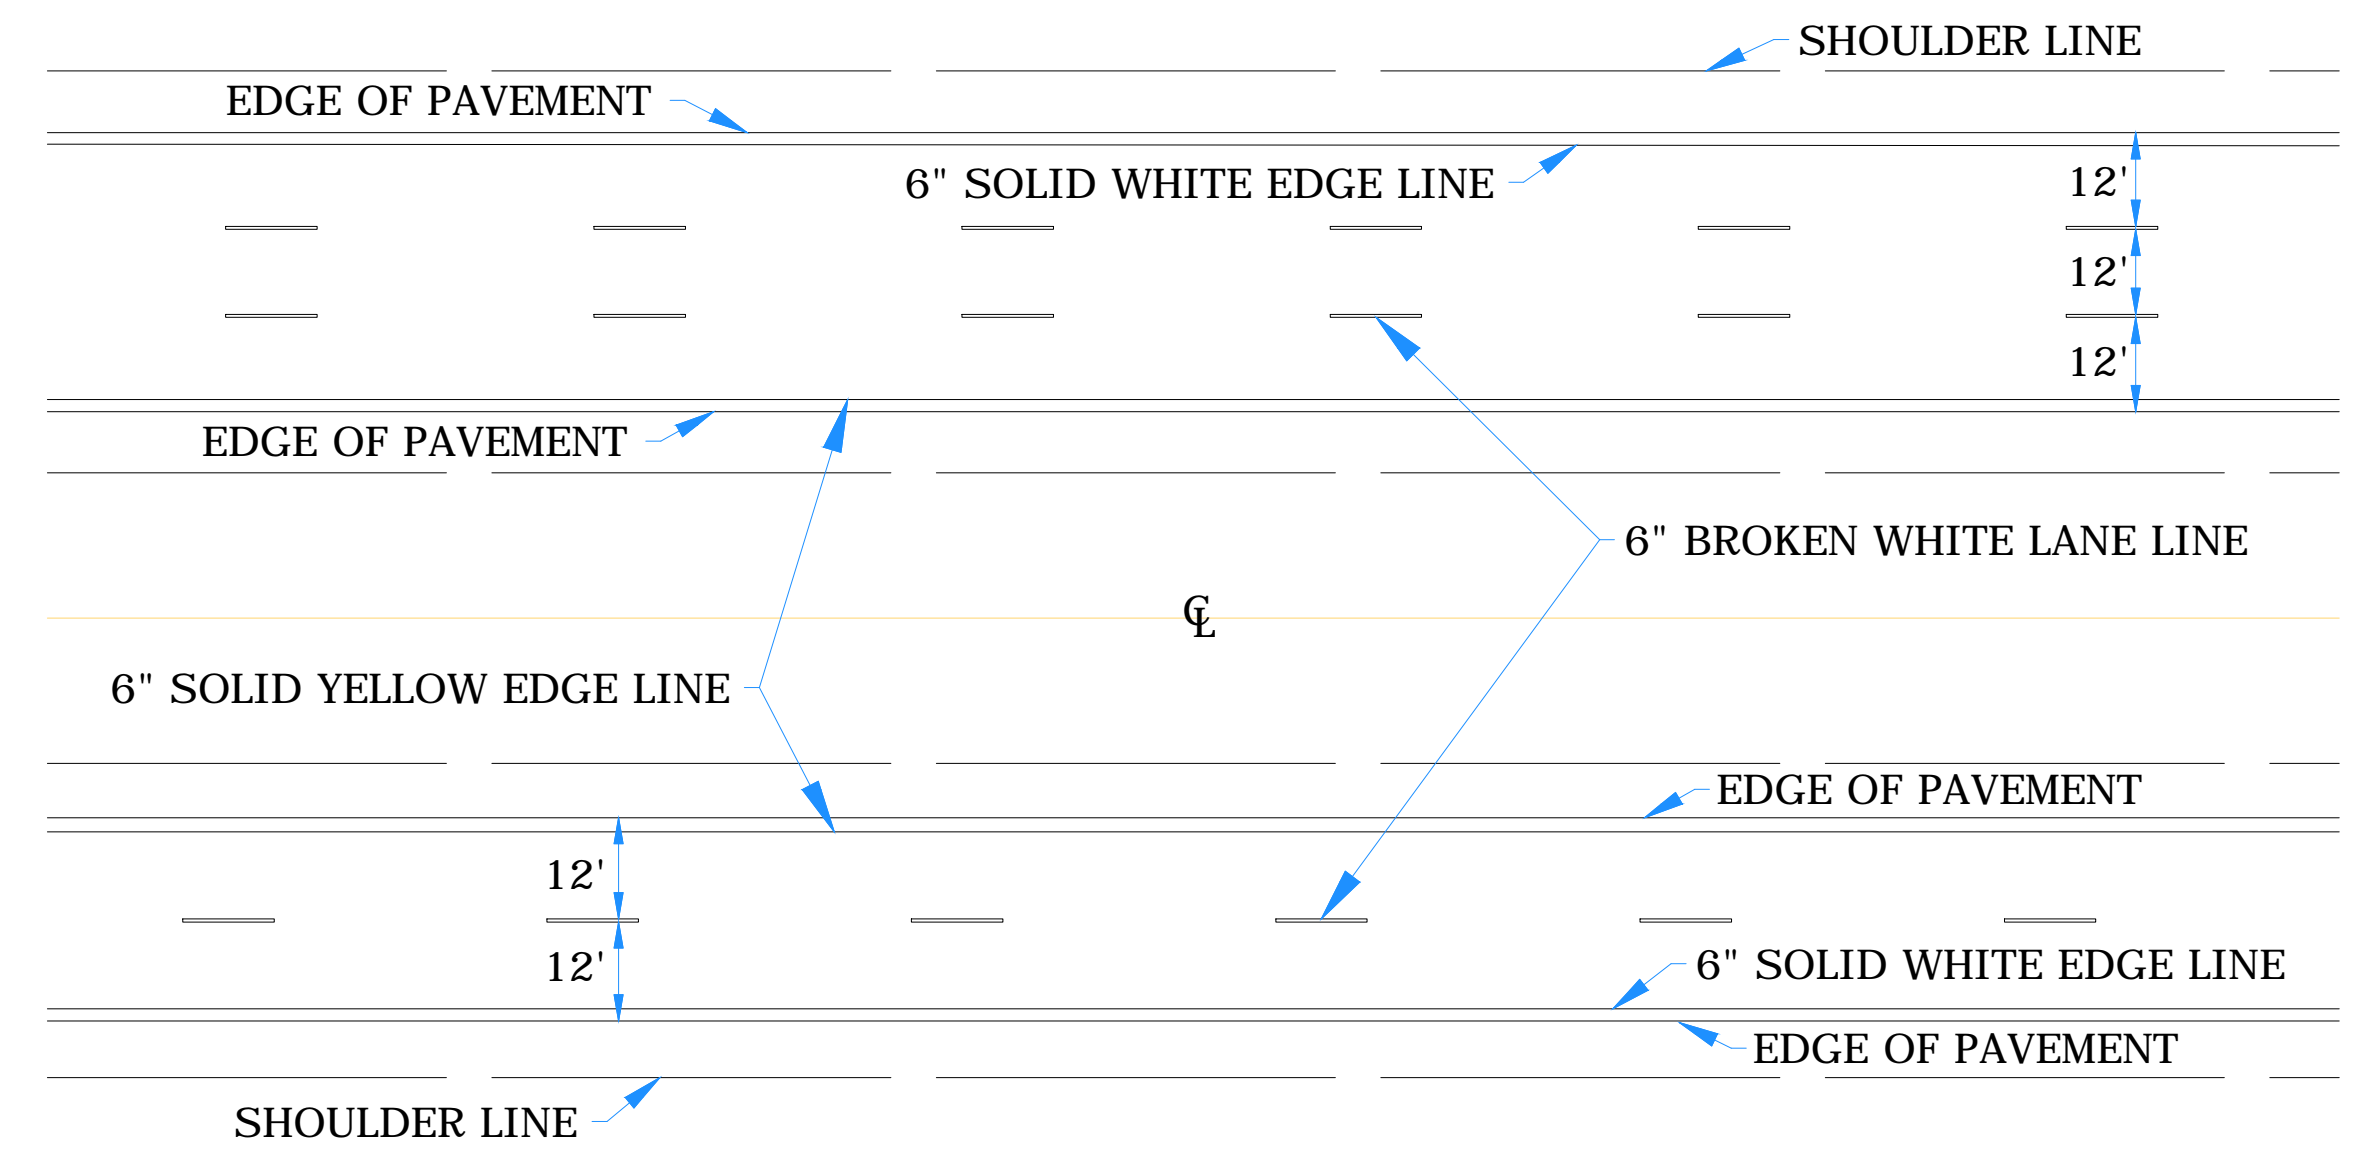 SHOULDER LINE
EDGE OF PAVEMENT
6" SOLID WHITE EDGE LINE
12'
12'
12'
EDGE OF PAVEMENT
6" BROKEN WHITE LANE LINE
℄
6" SOLID YELLOW EDGE LINE
EDGE OF PAVEMENT
12'
12'
6" SOLID WHITE EDGE LINE
EDGE OF PAVEMENT
SHOULDER LINE